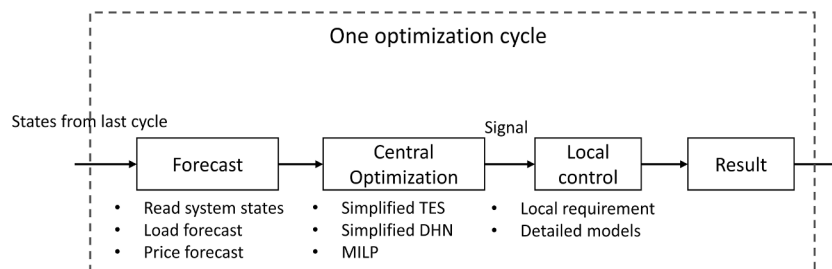 One optimization cycle
States from last cycle
Signal
Forecast
Central
Optimization
Local
control
Result
• Read system states
• Load forecast
• Price forecast
• Simplified TES
• Simplified DHN
• MILP
• Local requirement
• Detailed models